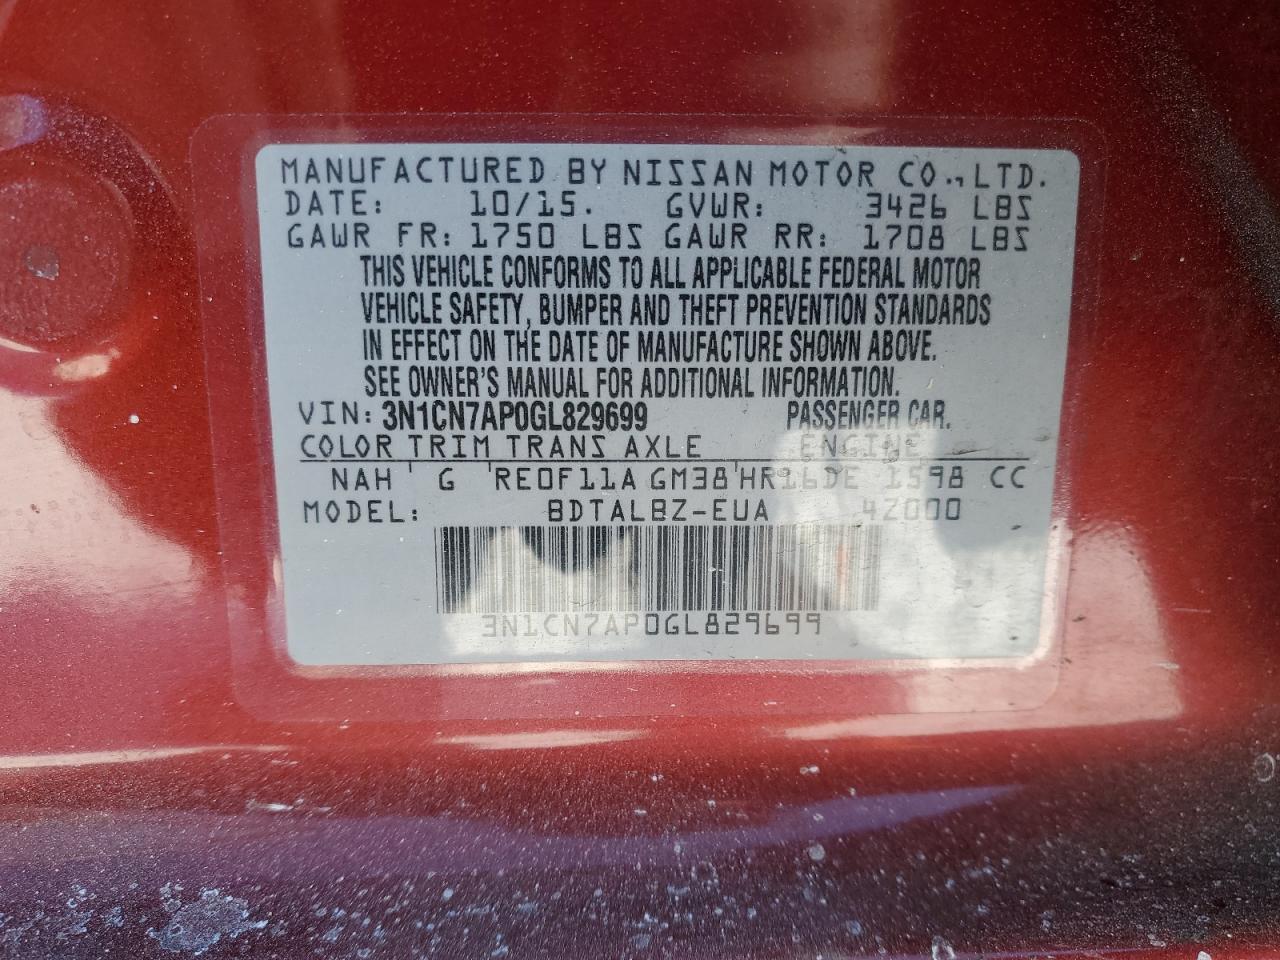 MANUFACTURED BY NISSAN MOTOR CO., LTD.
DATE: 10/15. GVWR: 3426 LBS
GAWR FR: 1750 LBS GAWR RR: 1708 LBS
THIS VEHICLE CONFORMS TO ALL APPLICABLE FEDERAL MOTOR
VEHICLE SAFETY, BUMPER AND THEFT PREVENTION STANDARDS
IN EFFECT ON THE DATE OF MANUFACTURE SHOWN ABOVE.
SEE OWNER'S MANUAL FOR ADDITIONAL INFORMATION.
VIN: 3N1CN7AP0GL829699 PASSENGER CAR.
COLOR TRIM TRANS AXLE ENGINE
NAH ' G ' RE0F11A GM38 ' HR16DE 1598 CC
MODEL: BDTALBZ-EUA 4Z000
3N1CN7AP0GL829699